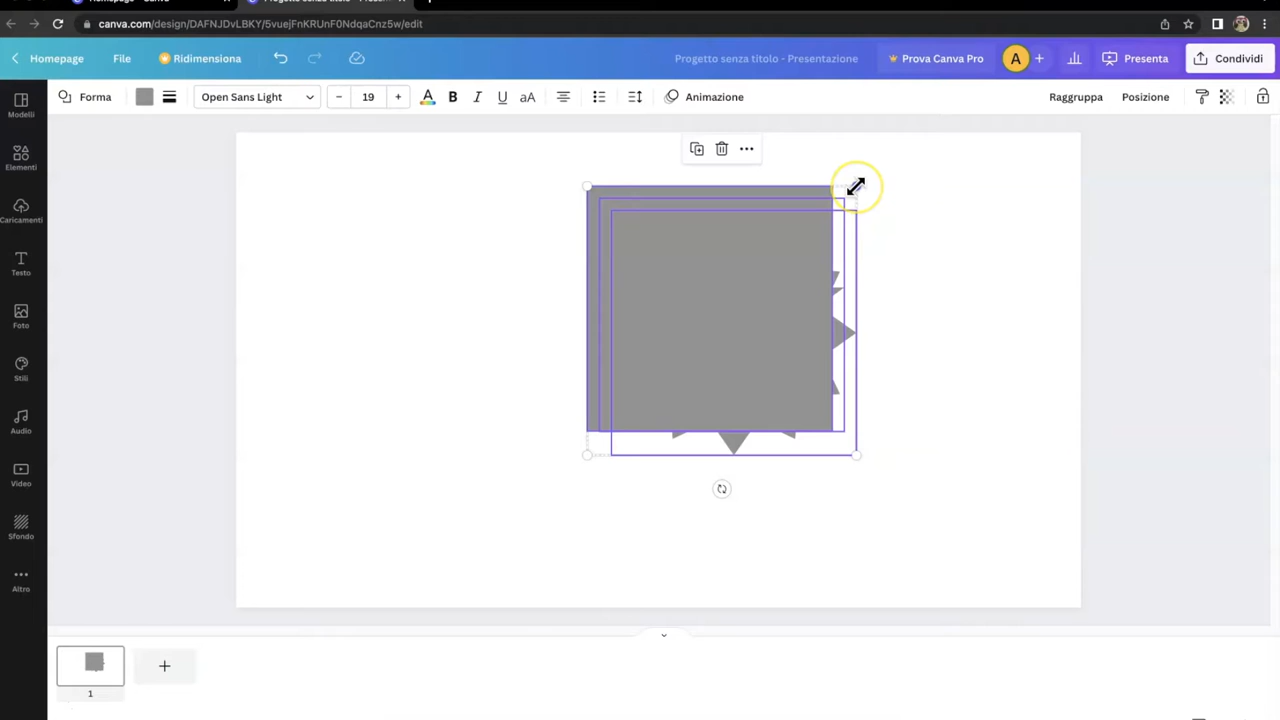 canva.com/design/DAFNJDvLBKY/5vuejFnKRUnF0NdqaCnz5w/edit
Homepage
File
Ridimensiona
Progetto senza titolo - Presentazione
Prova Canva Pro
A
Presenta
Condividi
Forma
Open Sans Light
19
A
B
I
U
aA
Animazione
Raggruppa
Posizione
Modelli
Elementi
Caricamenti
Testo
Foto
Stili
Audio
Video
Sfondo
Altro
1